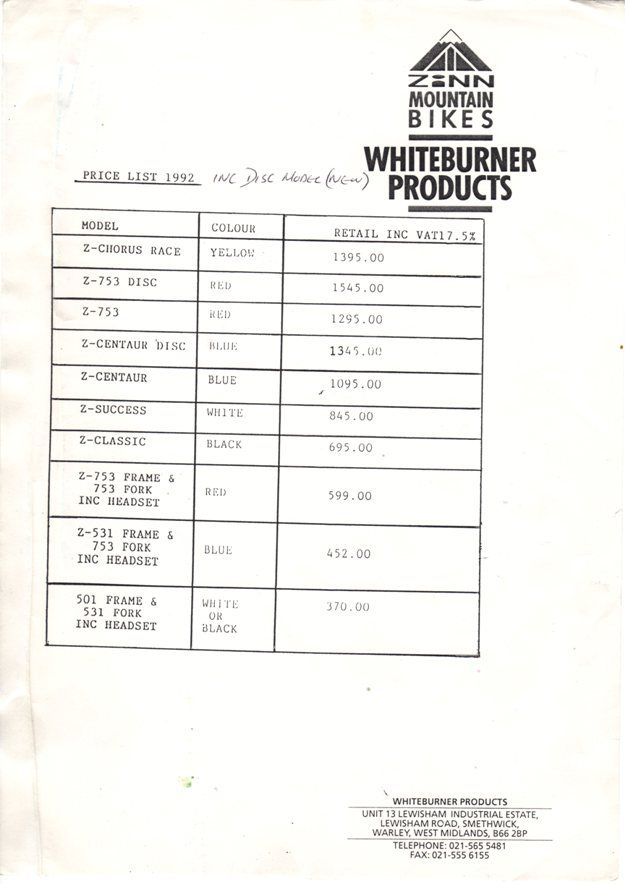 ZINN
MOUNTAIN
BIKES
WHITEBURNER
PRODUCTS
PRICE LIST 1992 INC DISC MODEL (NEW)
MODEL COLOUR RETAIL INC VAT17.5%
Z-CHORUS RACE YELLOW 1395.00
Z-753 DISC RED 1545.00
Z-753 RED 1295.00
Z-CENTAUR DISC BLUE 1345.00
Z-CENTAUR BLUE 1095.00
Z-SUCCESS WHITE 845.00
Z-CLASSIC BLACK 695.00
Z-753 FRAME &
753 FORK RED 599.00
INC HEADSET
Z-531 FRAME &
753 FORK BLUE 452.00
INC HEADSET
501 FRAME & WHITE 370.00
531 FORK OR
INC HEADSET BLACK
WHITEBURNER PRODUCTS
UNIT 13 LEWISHAM INDUSTRIAL ESTATE,
LEWISHAM ROAD, SMETHWICK,
WARLEY, WEST MIDLANDS, B66 2BP
TELEPHONE: 021-565 5481
FAX: 021-555 6155